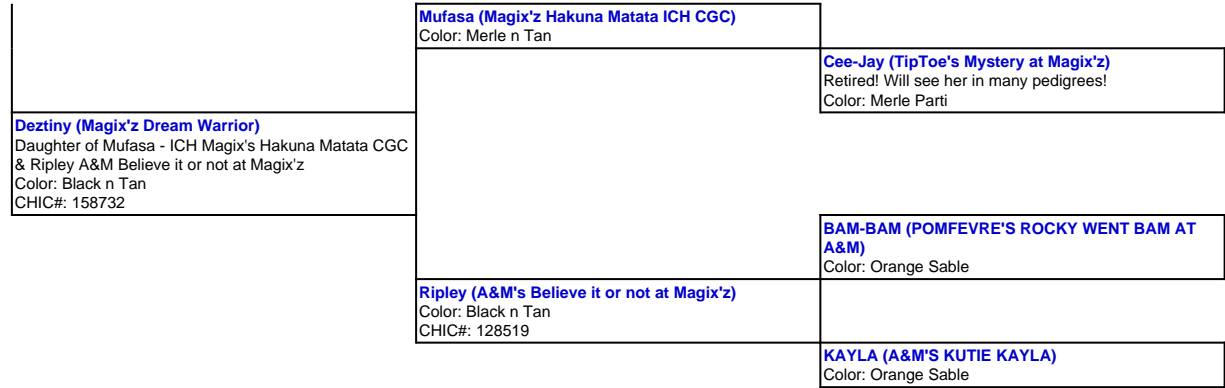 Mufasa (Magix'z Hakuna Matata ICH CGC)
Color: Merle n Tan
Cee-Jay (TipToe's Mystery at Magix'z)
Retired! Will see her in many pedigrees!
Color: Merle Parti
Deztiny (Magix'z Dream Warrior)
Daughter of Mufasa - ICH Magix's Hakuna Matata CGC
& Ripley A&M Believe it or not at Magix'z
Color: Black n Tan
CHIC#: 158732
BAM-BAM (POMFEVRE'S ROCKY WENT BAM AT
A&M)
Color: Orange Sable
Ripley (A&M's Believe it or not at Magix'z)
Color: Black n Tan
CHIC#: 128519
KAYLA (A&M'S KUTIE KAYLA)
Color: Orange Sable